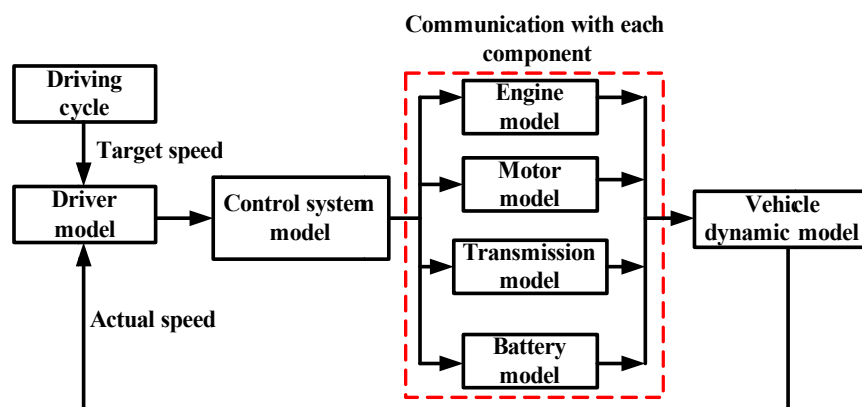 Communication with each
component
Driving
cycle
Target speed
Driver
model
Control system
model
Engine
model
Motor
model
Transmission
model
Battery
model
Vehicle
dynamic model
Actual speed